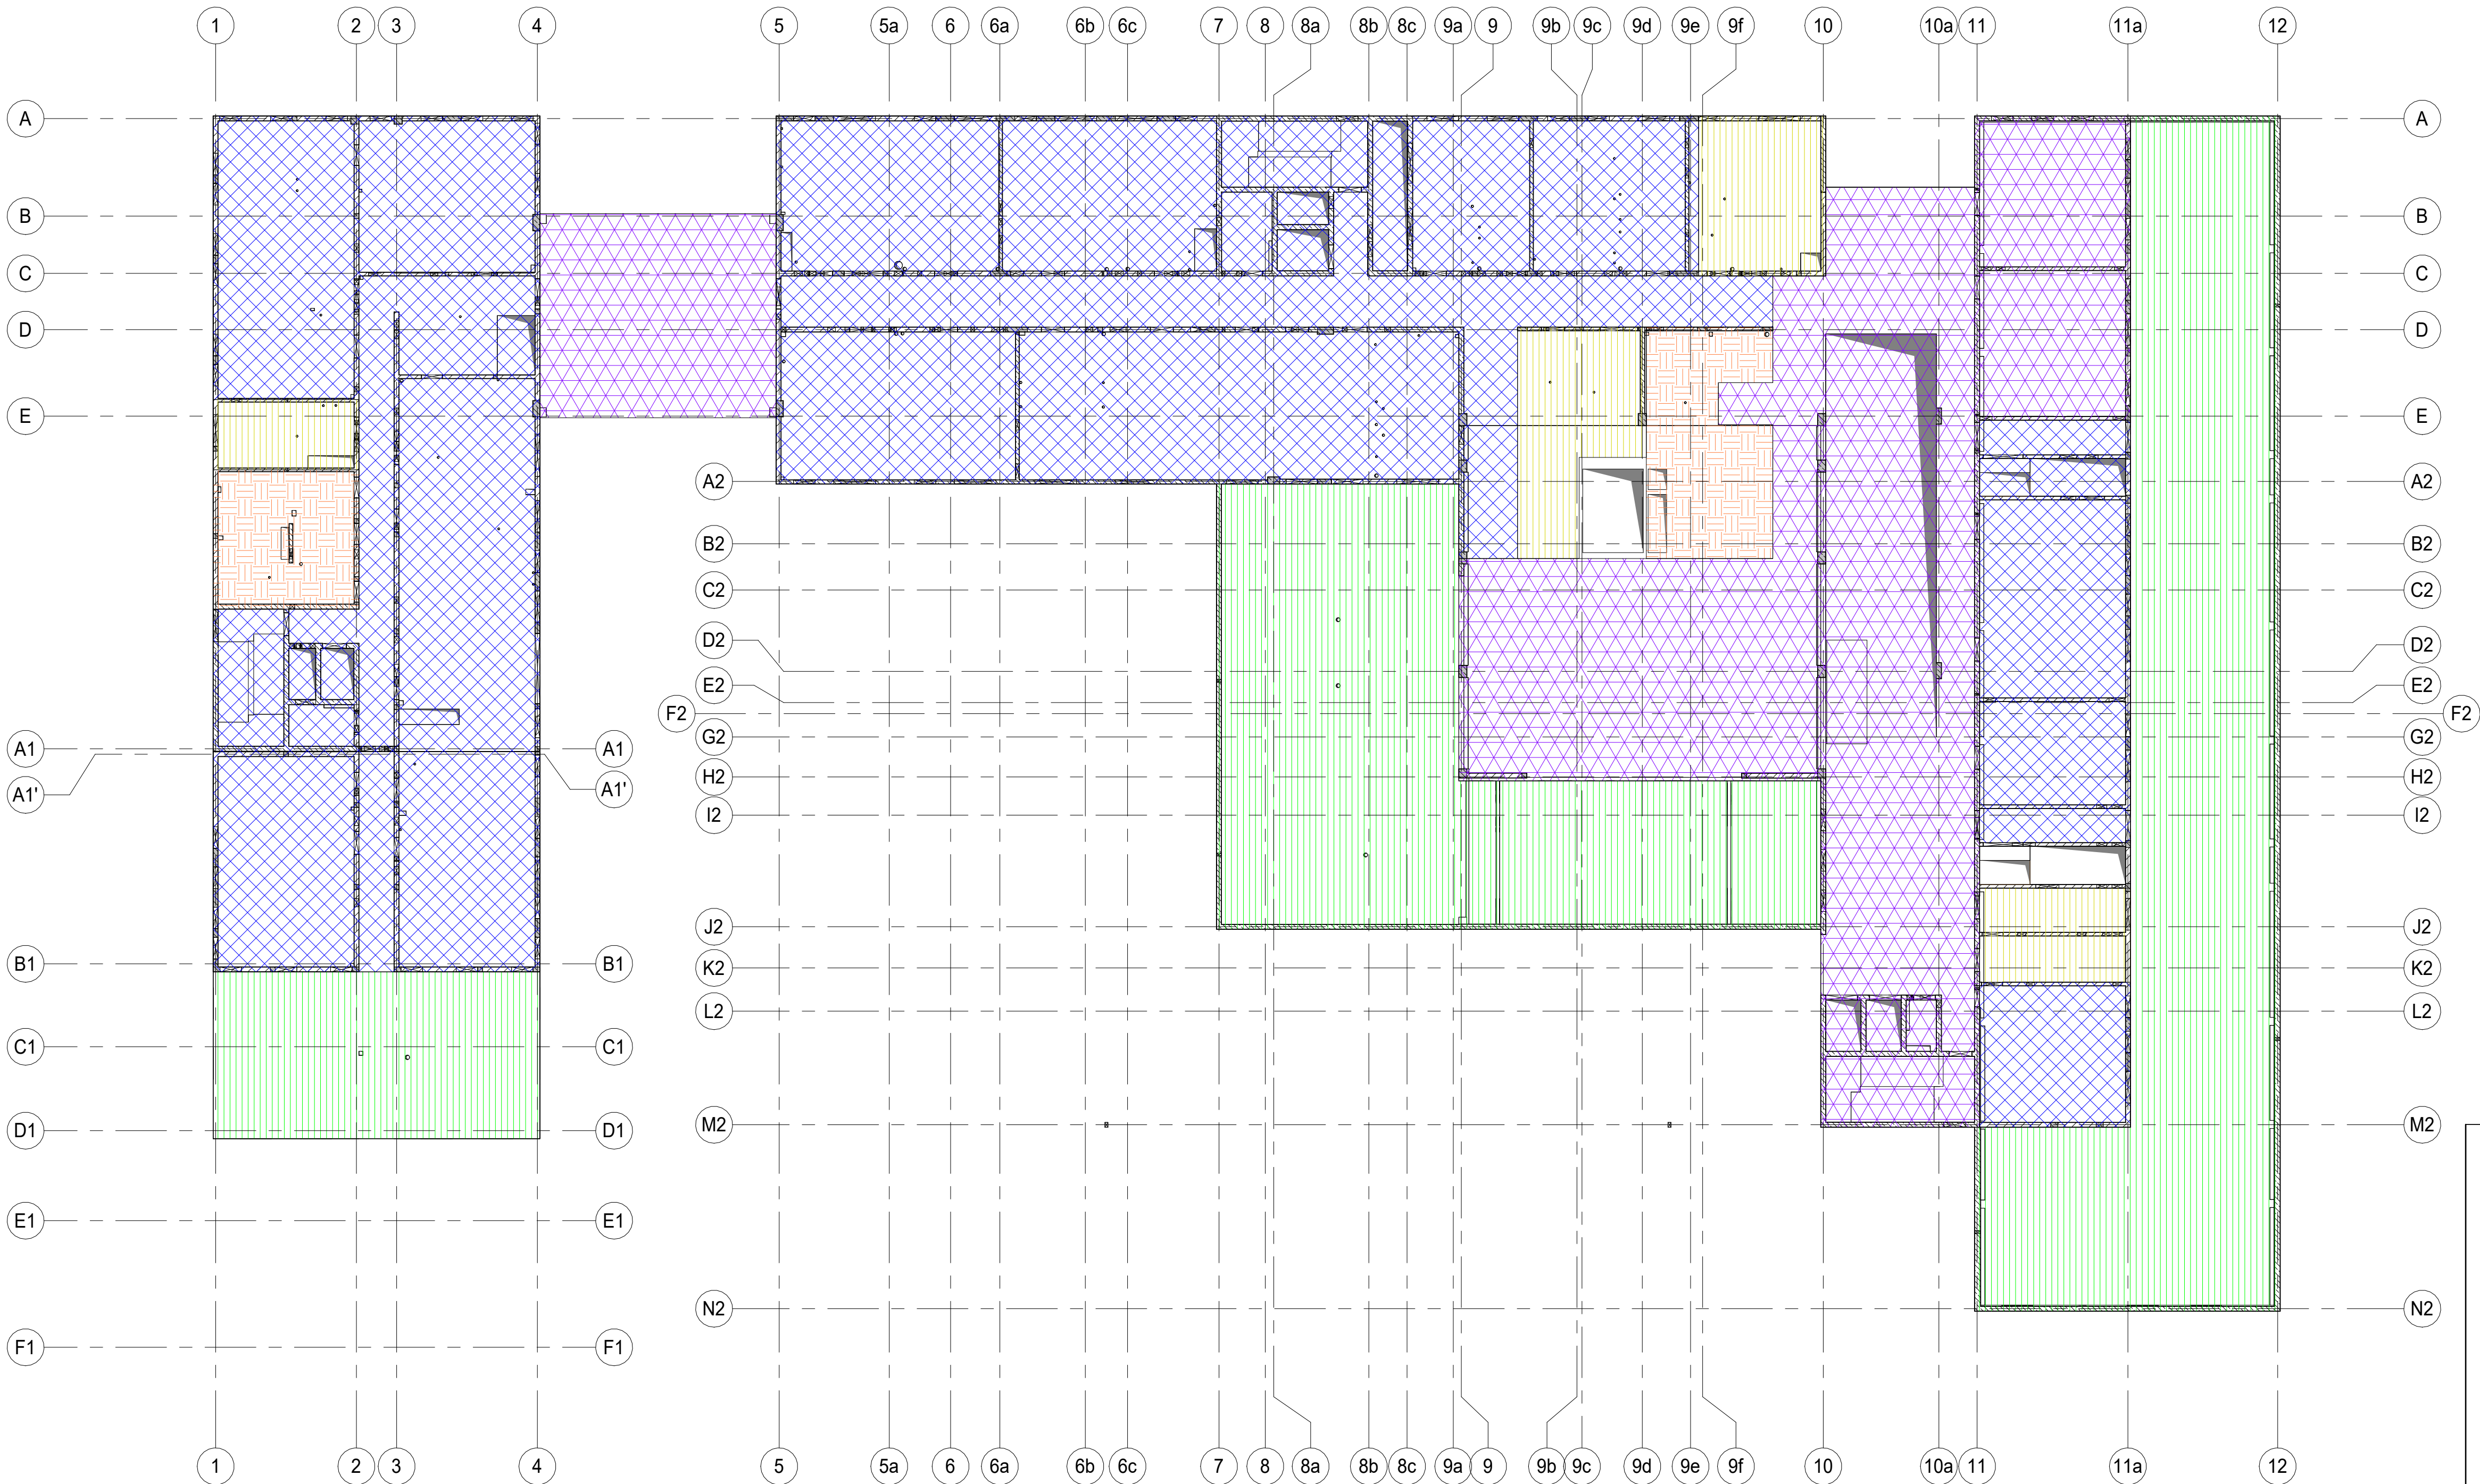 1 2 3 4 5 5a 6 6a 6b 6c 7 8 8a 8b 8c 9a 9 9b 9c 9d 9e 9f 10 10a 11 11a 12
A A
B B
C C
D D
E E
A2 A2
B2 B2
C2 C2
D2 D2
E2 E2
F2 F2
G2 G2
A1 A1
H2 H2
A1' A1'
I2 I2
J2 J2
B1 B1
K2 K2
L2 L2
C1 C1
M2 M2
D1 D1
E1 E1
N2 N2
F1 F1
1 2 3 4 5 5a 6 6a 6b 6c 7 8 8a 8b 8c 9a 9 9b 9c 9d 9e 9f 10 10a 11 11a 12